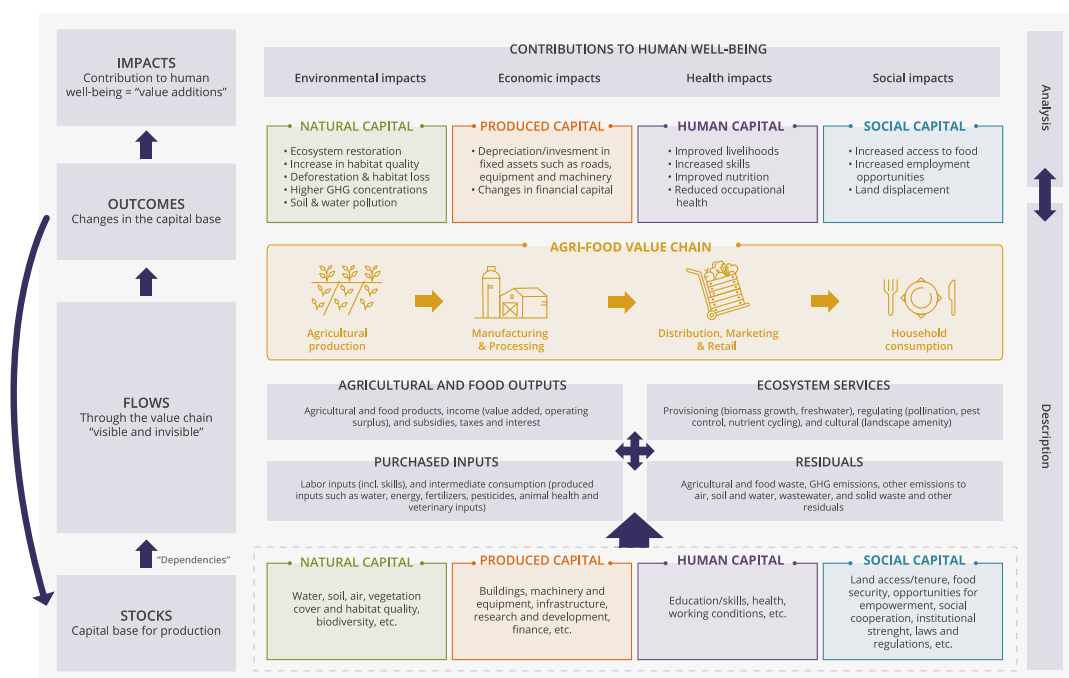 IMPACTS
Contribution to human
well-being = “value additions”
OUTCOMES
Changes in the capital base
FLOWS
Through the value chain
“visible and invisible”
“Dependencies”
STOCKS
Capital base for production
CONTRIBUTIONS TO HUMAN WELL-BEING
Environmental impacts
Economic impacts
Health impacts
Social impacts
NATURAL CAPITAL
• Ecosystem restoration
• Increase in habitat quality
• Deforestation & habitat loss
• Higher GHG concentrations
• Soil & water pollution
PRODUCED CAPITAL
• Depreciation/invesment in
fixed assets such as roads,
equipment and machinery
• Changes in financial capital
HUMAN CAPITAL
• Improved livelihoods
• Increased skills
• Improved nutrition
• Reduced occupational
health
SOCIAL CAPITAL
• Increased access to food
• Increased employment
opportunities
• Land displacement
AGRI-FOOD VALUE CHAIN
Agricultural
production
Manufacturing
& Processing
Distribution, Marketing
& Retail
Household
consumption
AGRICULTURAL AND FOOD OUTPUTS
Agricultural and food products, income (value added, operating
surplus), and subsidies, taxes and interest
ECOSYSTEM SERVICES
Provisioning (biomass growth, freshwater), regulating (pollination, pest
control, nutrient cycling), and cultural (landscape amenity)
PURCHASED INPUTS
Labor inputs (incl. skills), and intermediate consumption (produced
inputs such as water, energy, fertilizers, pesticides, animal health and
veterinary inputs)
RESIDUALS
Agricultural and food waste, GHG emissions, other emissions to
air, soil and water, wastewater, and solid waste and other
residuals
NATURAL CAPITAL
Water, soil, air, vegetation
cover and habitat quality,
biodiversity, etc.
PRODUCED CAPITAL
Buildings, machinery and
equipment, infrastructure,
research and development,
finance, etc.
HUMAN CAPITAL
Education/skills, health,
working conditions, etc.
SOCIAL CAPITAL
Land access/tenure, food
security, opportunities for
empowerment, social
cooperation, institutional
strenght, laws and
regulations, etc.
Analysis
Description